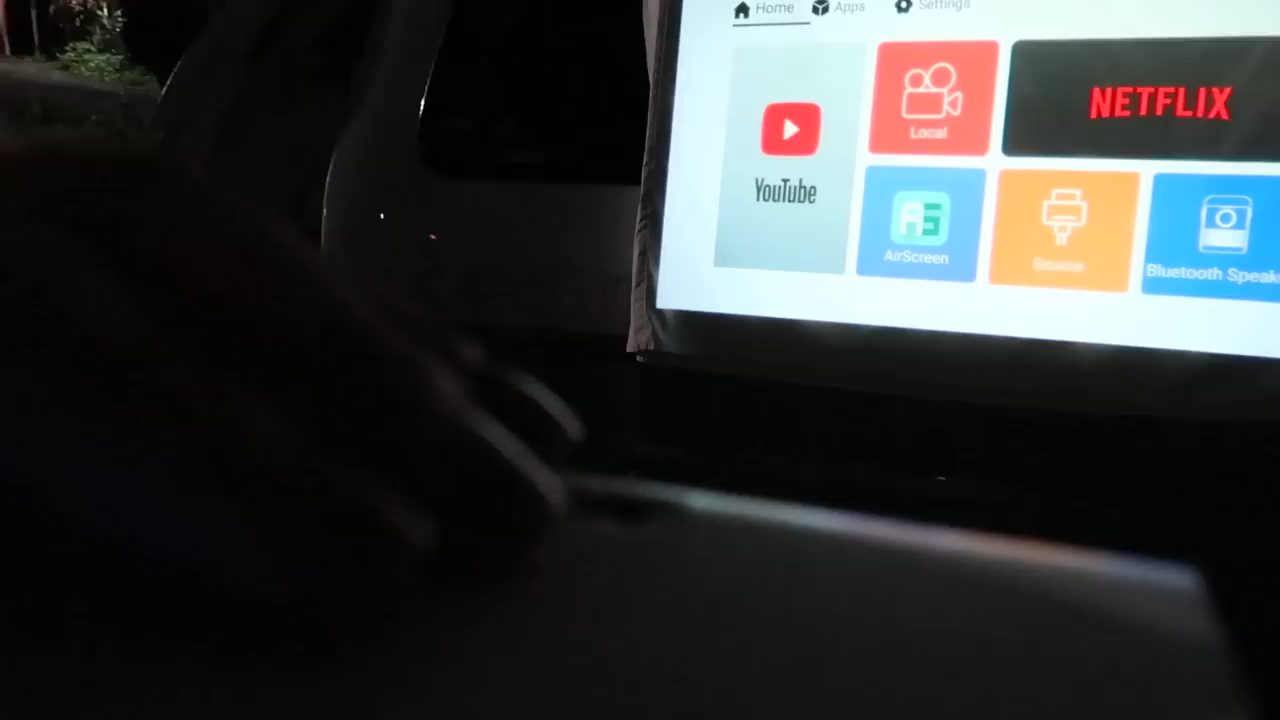 Home Apps Settings
YouTube
Local
NETFLIX
AirScreen
Source
Bluetooth Speak